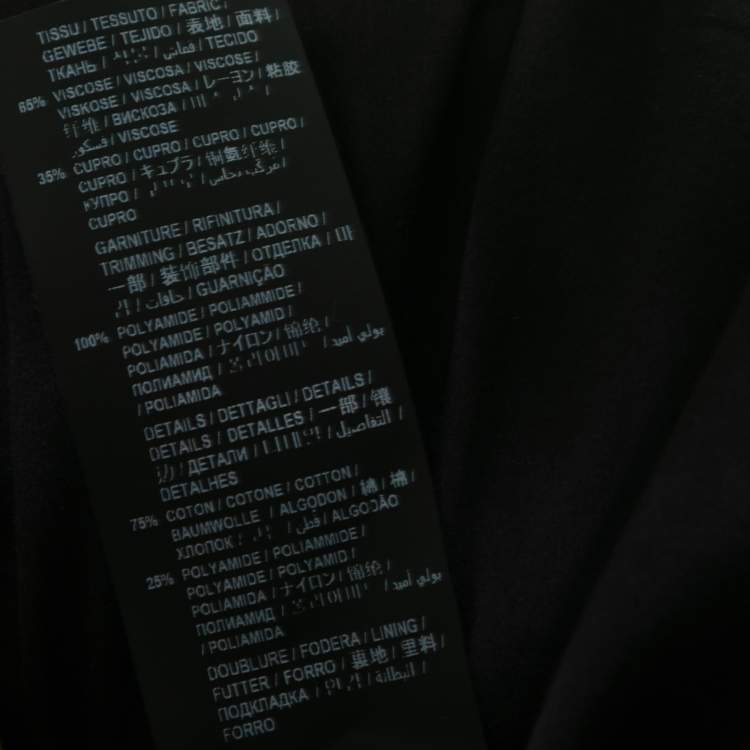 TISSU / TESSUTO / FABRIC /
GEWEBE / TEJIDO / 表地 / 面料 /
ТКАНЬ / / قماش / TECIDO
65% VISCOSE / VISCOSA / VISCOSE /
VISKOSE / VISCOSA / レーヨン / 粘胶
纤维 / ВИСКОЗА / /
فسكوز / VISCOSE
35% CUPRO / CUPRO / CUPRO / CUPRO /
CUPRO / キュプラ / 铜氨纤维 /
КУПРО / / /
CUPRO
GARNITURE / RIFINITURA /
TRIMMING / BESATZ / ADORNO /
一部 / 装饰部件 / ОТДЕЛКА /
/ حافات / GUARNIÇÃO
100% POLYAMIDE / POLIAMMIDE /
POLYAMIDE / POLYAMID /
POLIAMIDA / ナイロン / 锦纶 /
ПОЛИАМИД / / بولي أميد
/ POLIAMIDA
DETAILS / DETTAGLI / DETAILS /
DETAILS / DETALLES / 一部 / 镶
边 / ДЕТАЛИ / / التفاصيل /
DETALHES
75% COTON / COTONE / COTTON /
BAUMWOLLE / ALGODON / 綿 / 棉 /
ХЛОПОК / / قطن / ALGODÃO
25% POLYAMIDE / POLIAMMIDE /
POLYAMIDE / POLYAMID /
POLIAMIDA / ナイロン / 锦纶 /
ПОЛИАМИД / / بولي أميد
/ POLIAMIDA
DOUBLURE / FODERA / LINING /
FUTTER / FORRO / 裏地 / 里料 /
ПОДКЛАДКА / / البطانة /
FORRO